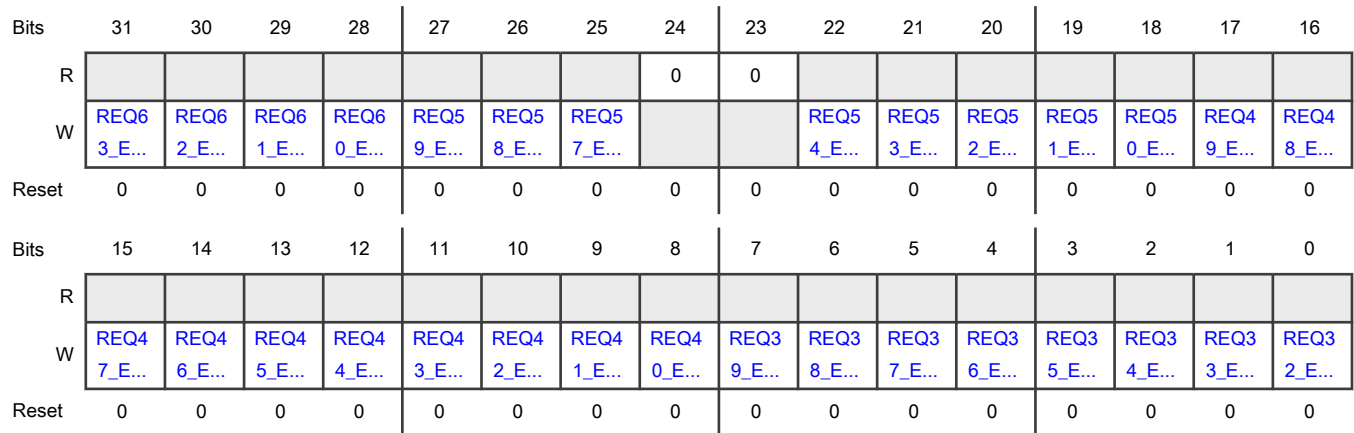 Bits 31 30 29 28 27 26 25 24 23 22 21 20 19 18 17 16
R 0 0
W REQ6 REQ6 REQ6 REQ6 REQ5 REQ5 REQ5 REQ5 REQ5 REQ5 REQ5 REQ5 REQ4 REQ4
3_E... 2_E... 1_E... 0_E... 9_E... 8_E... 7_E... 4_E... 3_E... 2_E... 1_E... 0_E... 9_E... 8_E...
Reset 0 0 0 0 0 0 0 0 0 0 0 0 0 0 0 0
Bits 15 14 13 12 11 10 9 8 7 6 5 4 3 2 1 0
R
W REQ4 REQ4 REQ4 REQ4 REQ4 REQ4 REQ4 REQ4 REQ3 REQ3 REQ3 REQ3 REQ3 REQ3 REQ3 REQ3
7_E... 6_E... 5_E... 4_E... 3_E... 2_E... 1_E... 0_E... 9_E... 8_E... 7_E... 6_E... 5_E... 4_E... 3_E... 2_E...
Reset 0 0 0 0 0 0 0 0 0 0 0 0 0 0 0 0